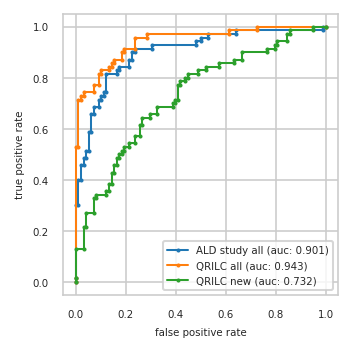 1.0
0.8
0.6
0.4
0.2
0.0
true positive rate
ALD study all (auc: 0.901)
QRILC all (auc: 0.943)
QRILC new (auc: 0.732)
0.0 0.2 0.4 0.6 0.8 1.0
false positive rate